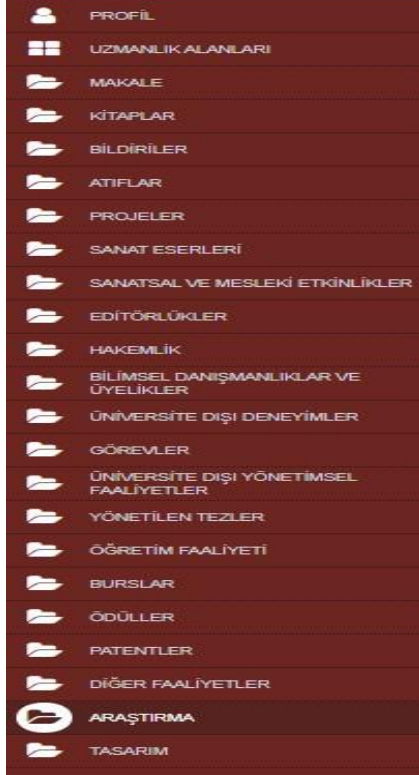 PROFİL
UZMANLIK ALANLARI
MAKALE
KİTAPLAR
BİLDİRİLER
ATIFLAR
PROJELER
SANAT ESERLERİ
SANATSAL VE MESLEKİ ETKİNLİKLER
EDİTÖRLÜKLER
HAKEMLİK
BİLİMSEL DANIŞMANLIKLAR VE
ÜYELİKLER
ÜNİVERSİTE DIŞI DENEYİMLER
GÖREVLER
ÜNİVERSİTE DIŞI YÖNETİMSEL
FAALİYETLER
YÖNETİLEN TEZLER
ÖĞRETİM FAALİYETİ
BURSLAR
ÖDÜLLER
PATENTLER
DİĞER FAALİYETLER
ARAŞTIRMA
TASARIM